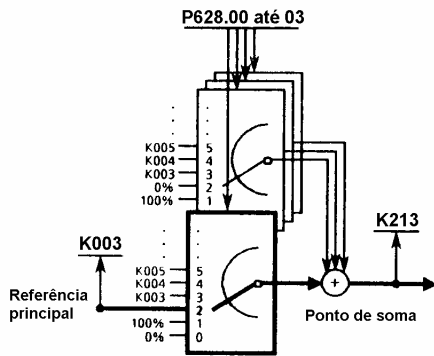 P628.00 até 03
K005 5
K004 4
K003 3
0% 2
100% 1
K213
K003
K005 5
K004 4
K003 3
2
100% 1
0% 0
Referência
principal
+
Ponto de soma